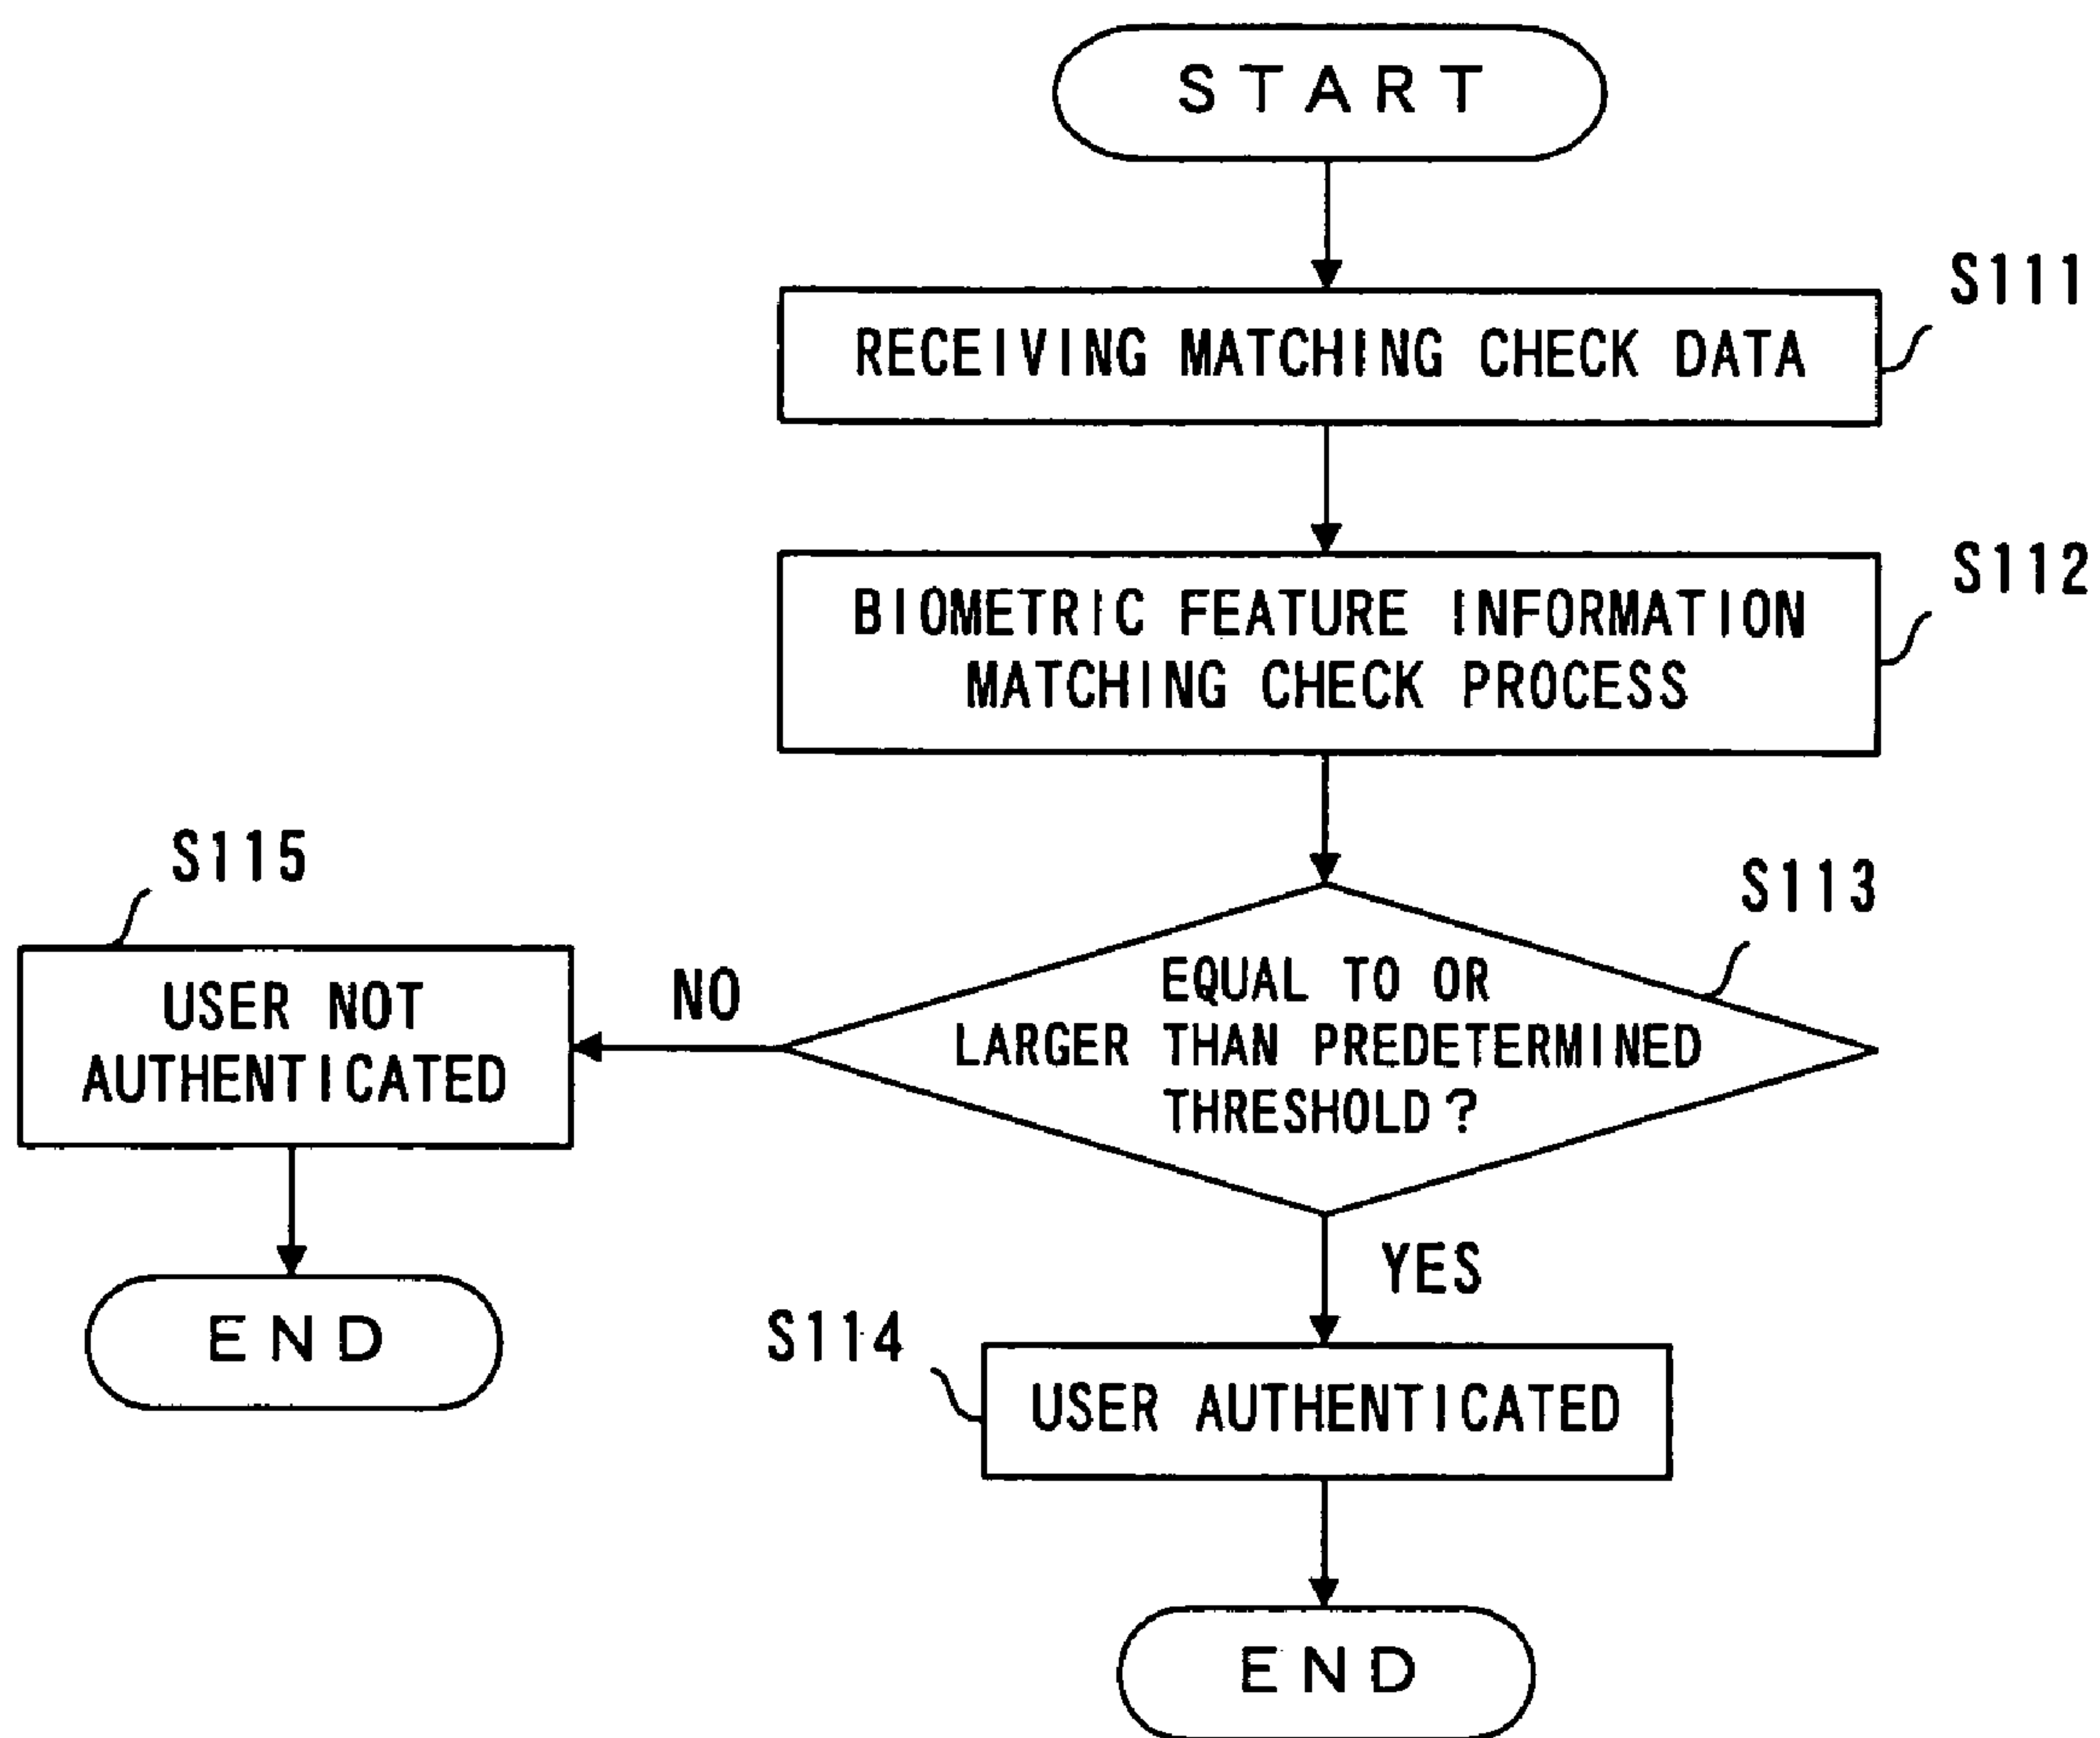 START
S111
RECEIVING MATCHING CHECK DATA
S112
BIOMETRIC FEATURE INFORMATION
MATCHING CHECK PROCESS
S115
S113
USER NOT
AUTHENTICATED
NO
EQUAL TO OR
LARGER THAN PREDETERMINED
THRESHOLD?
YES
END
S114
USER AUTHENTICATED
END